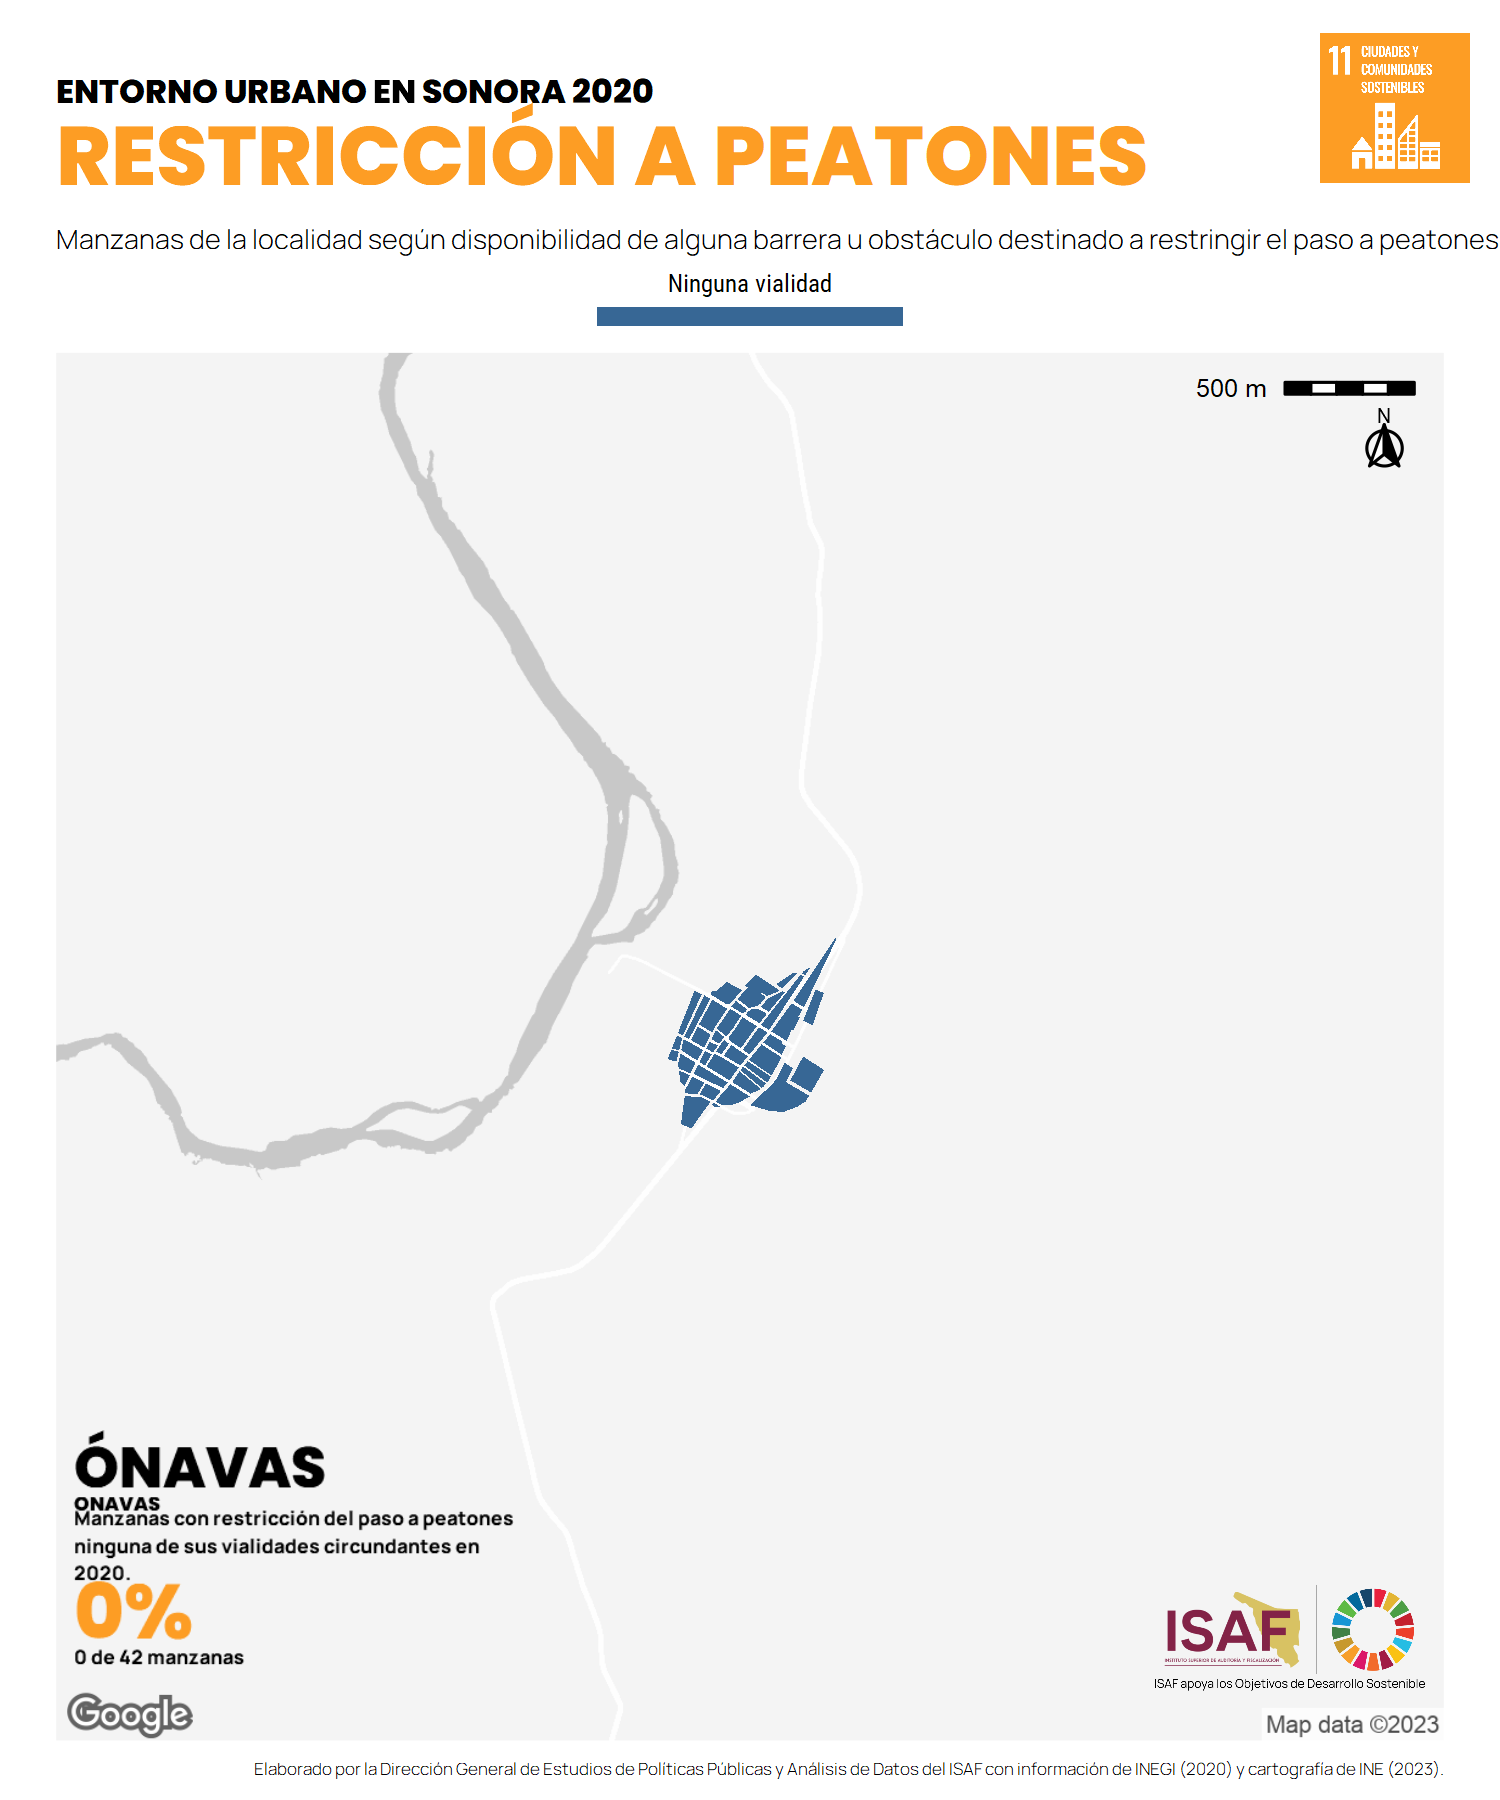 ENTORNO URBANO EN SONORA 2020
RESTRICCIÓN A PEATONES
11 CIUDADES Y
COMUNIDADES
SOSTENIBLES
Manzanas de la localidad según disponibilidad de alguna barrera u obstáculo destinado a restringir el paso a peatones
Ninguna vialidad
500 m
N
ÓNAVAS
ONAVAS
Manzanas con restricción del paso a peatones
ninguna de sus vialidades circundantes en
2020.
0%
0 de 42 manzanas
ISAF
INSTITUTO SUPERIOR DE AUDITORÍA Y FISCALIZACIÓN
ISAF apoya los Objetivos de Desarrollo Sostenible
Google
Map data ©2023
Elaborado por la Dirección General de Estudios de Políticas Públicas y Análisis de Datos del ISAF con información de INEGI (2020) y cartografía de INE (2023).